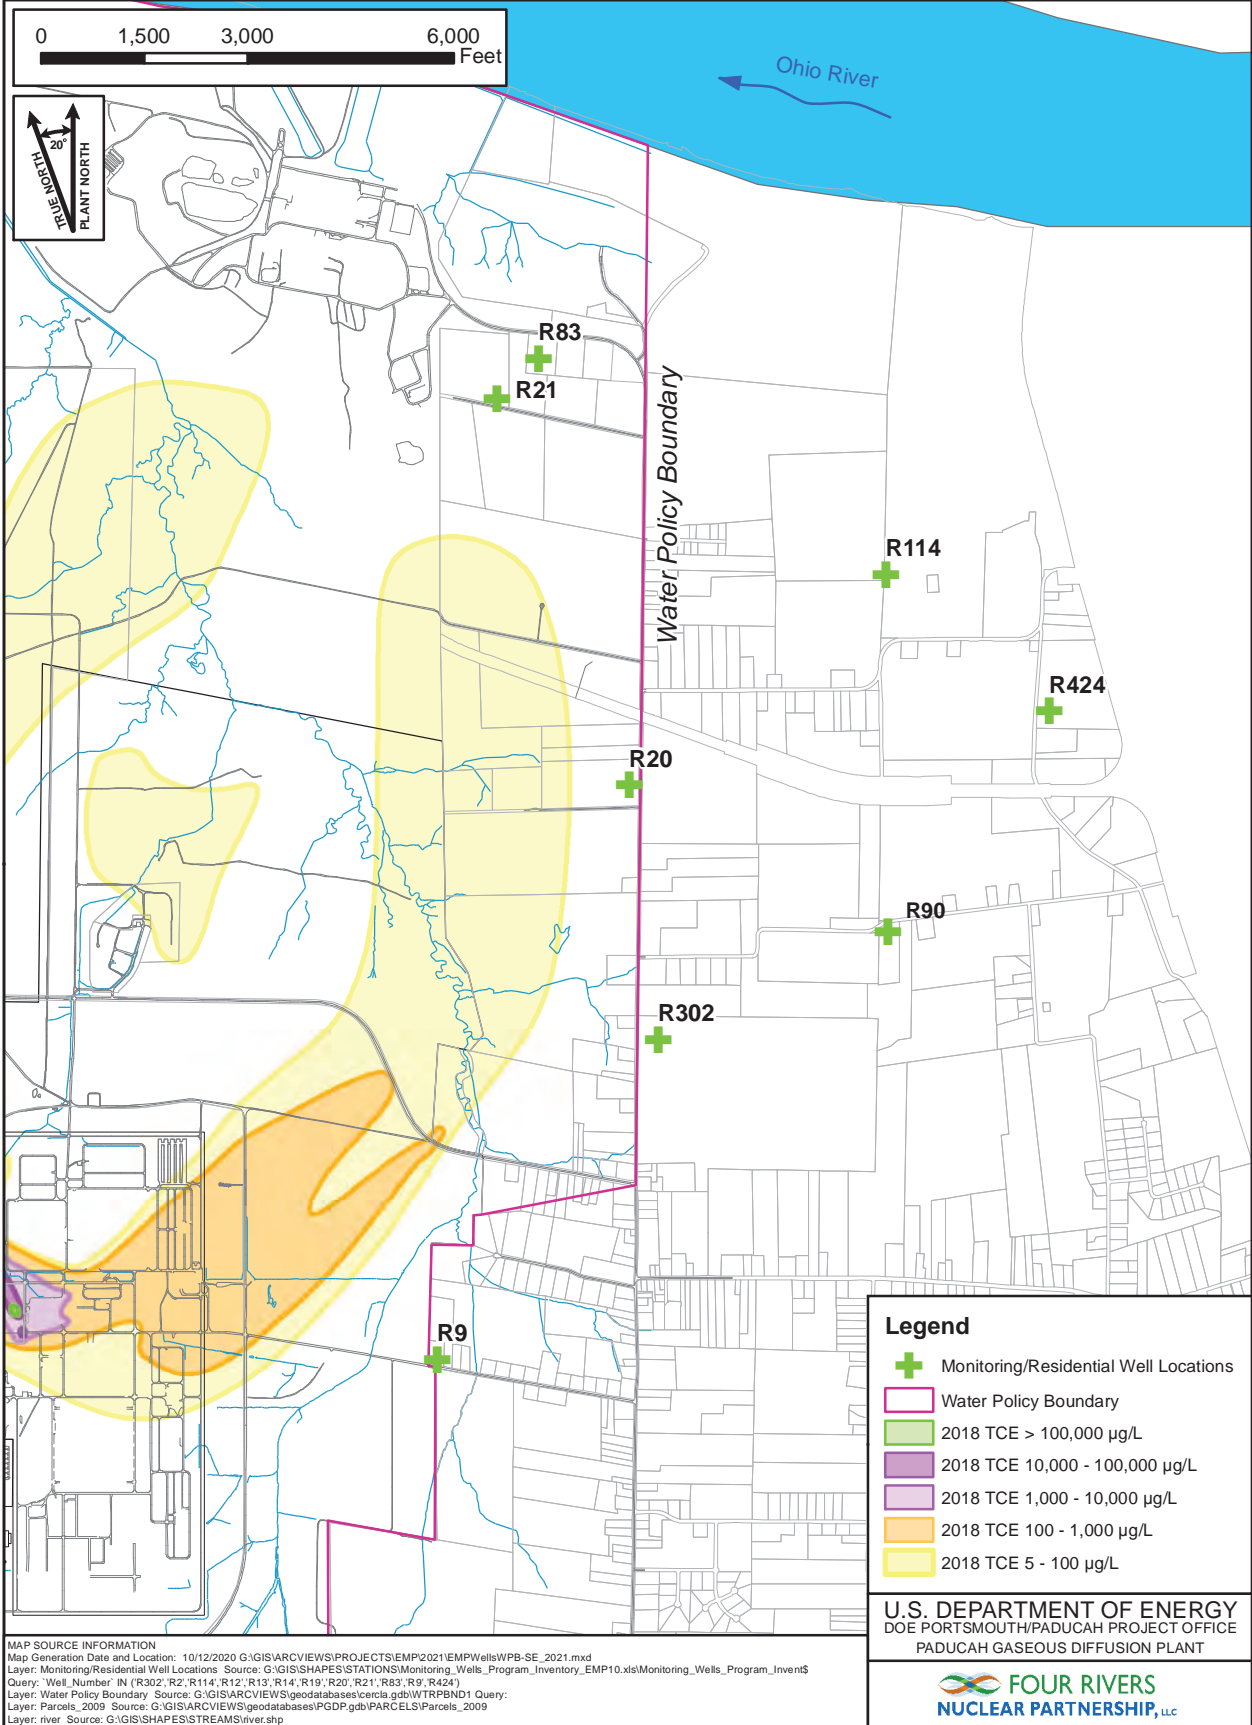 0 1,500 3,000 6,000
Feet
Ohio River
20°
TRUE NORTH
PLANT NORTH
R83
R21
Water Policy Boundary
R114
R424
R20
R90
R302
R9
Legend
Monitoring/Residential Well Locations
Water Policy Boundary
2018 TCE > 100,000 µg/L
2018 TCE 10,000 - 100,000 µg/L
2018 TCE 1,000 - 10,000 µg/L
2018 TCE 100 - 1,000 µg/L
2018 TCE 5 - 100 µg/L
U.S. DEPARTMENT OF ENERGY
DOE PORTSMOUTH/PADUCAH PROJECT OFFICE
PADUCAH GASEOUS DIFFUSION PLANT
FOUR RIVERS
NUCLEAR PARTNERSHIP, LLC
MAP SOURCE INFORMATION
Map Generation Date and Location: 10/12/2020 G:\GIS\ARCVIEWS\PROJECTS\EMP\2021\EMPWellsWPB-SE_2021.mxd
Layer: Monitoring/Residential Well Locations Source: G:\GIS\SHAPES\STATIONS\Monitoring_Wells_Program_Inventory_EMP10.xls\Monitoring_Wells_Program_Invent$
Query: `Well_Number` IN ('R302','R2','R114','R12','R13','R14','R19','R20','R21','R83','R9','R424')
Layer: Water Policy Boundary Source: G:\GIS\ARCVIEWS\geodatabases\cercla.gdb\WTRPBND1 Query:
Layer: Parcels_2009 Source: G:\GIS\ARCVIEWS\geodatabases\PGDP.gdb\PARCELS\Parcels_2009
Layer: river Source: G:\GIS\SHAPES\STREAMS\river.shp